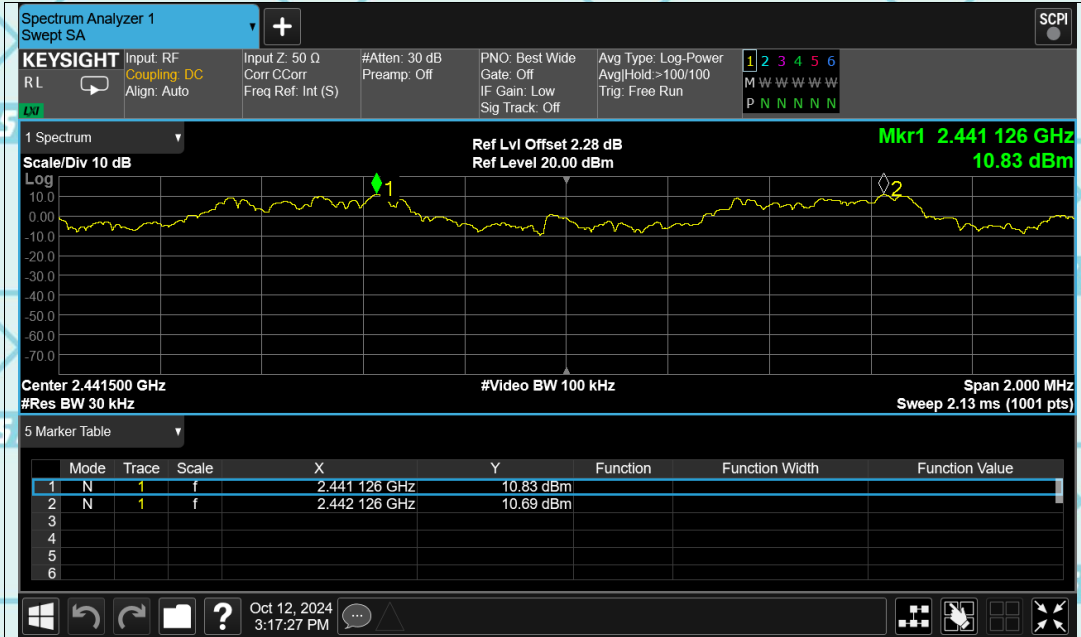 Spectrum Analyzer 1
Swept SA
+
SCPI
KEYSIGHT
R L
LXI
Input: RF
Coupling: DC
Align: Auto
Input Z: 50 Ω
Corr CCorr
Freq Ref: Int (S)
#Atten: 30 dB
Preamp: Off
PNO: Best Wide
Gate: Off
IF Gain: Low
Sig Track: Off
Avg Type: Log-Power
Avg|Hold:>100/100
Trig: Free Run
1 2 3 4 5 6
M W W W W W
P N N N N N
1 Spectrum
Scale/Div 10 dB
Ref Lvl Offset 2.28 dB
Ref Level 20.00 dBm
Mkr1 2.441 126 GHz
10.83 dBm
Log
10.0
0.00
-10.0
-20.0
-30.0
-40.0
-50.0
-60.0
-70.0
1
2
Center 2.441500 GHz
#Video BW 100 kHz
Span 2.000 MHz
#Res BW 30 kHz
Sweep 2.13 ms (1001 pts)
5 Marker Table
Mode Trace Scale X Y Function Function Width Function Value
1 N 1 f 2.441 126 GHz 10.83 dBm
2 N 1 f 2.442 126 GHz 10.69 dBm
3
4
5
6
?
Oct 12, 2024
3:17:27 PM